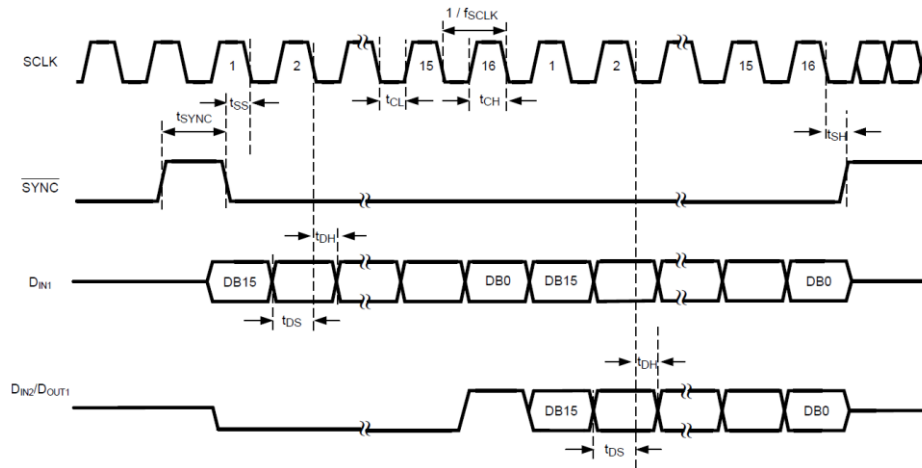 1 / fSCLK
SCLK 1 2 15 16 1 2 15 16
tSS tCL tCH
tSYNC tSH
SYNC
tDH
DIN1 DB15 DB0 DB15 DB0
tDS
tDH
DIN2/DOUT1
DB15 DB0
tDS